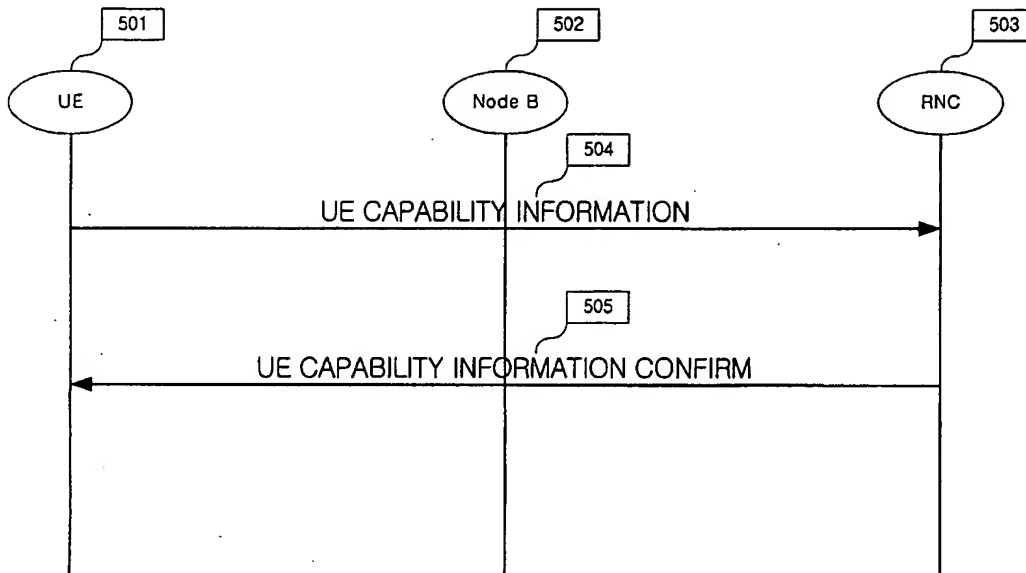 501
502
503
UE
Node B
RNC
504
UE CAPABILITY INFORMATION
505
UE CAPABILITY INFORMATION CONFIRM